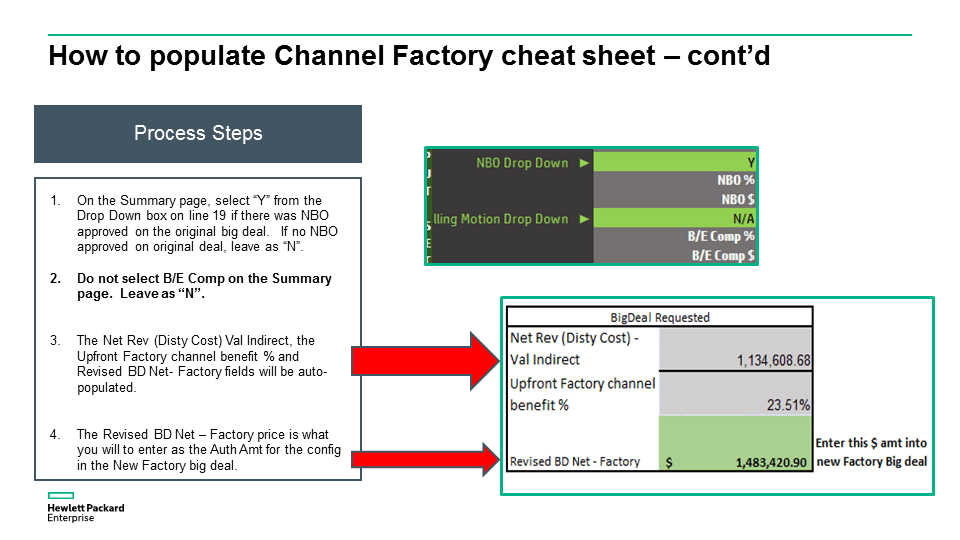 How to populate Channel Factory cheat sheet – cont’d
Process Steps
1. On the Summary page, select “Y” from the
Drop Down box on line 19 if there was NBO
approved on the original big deal. If no NBO
approved on original deal, leave as “N”.
2. Do not select B/E Comp on the Summary
page. Leave as “N”.
3. The Net Rev (Disty Cost) Val Indirect, the
Upfront Factory channel benefit % and
Revised BD Net- Factory fields will be auto-
populated.
4. The Revised BD Net – Factory price is what
you will to enter as the Auth Amt for the config
in the New Factory big deal.
NBO Drop Down ► Y
NBO %
NBO $
lling Motion Drop Down ► N/A
B/E Comp %
B/E Comp $
BigDeal Requested
Net Rev (Disty Cost) -
Val Indirect 1,134,608.68
Upfront Factory channel
benefit % 23.51%
Revised BD Net - Factory $ 1,483,420.90
Enter this $ amt into
new Factory Big deal
Hewlett Packard
Enterprise